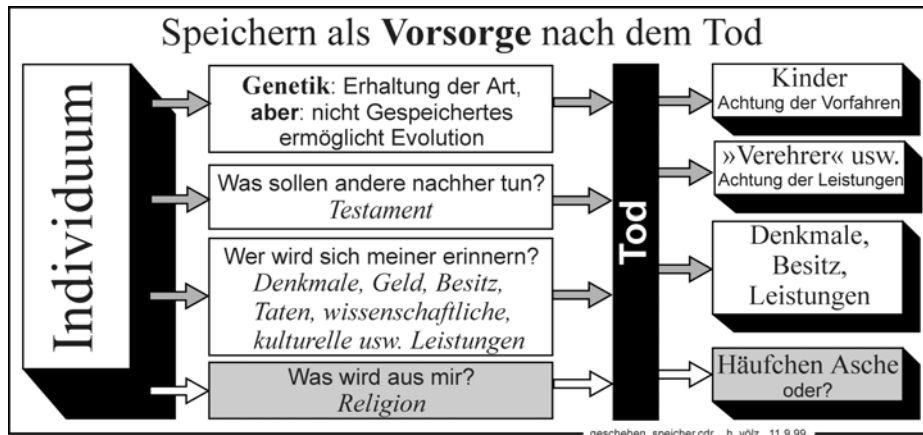 Speichern als Vorsorge nach dem Tod
Individuum
Genetik: Erhaltung der Art,
aber: nicht Gespeichertes
ermöglicht Evolution
Was sollen andere nachher tun?
Testament
Wer wird sich meiner erinnern?
Denkmale, Geld, Besitz,
Taten, wissenschaftliche,
kulturelle usw. Leistungen
Was wird aus mir?
Religion
Tod
Kinder
Achtung der Vorfahren
»Verehrer« usw.
Achtung der Leistungen
Denkmale,
Besitz,
Leistungen
Häufchen Asche
oder?
geschehen_speicher.cdr h. völz 11.9.99